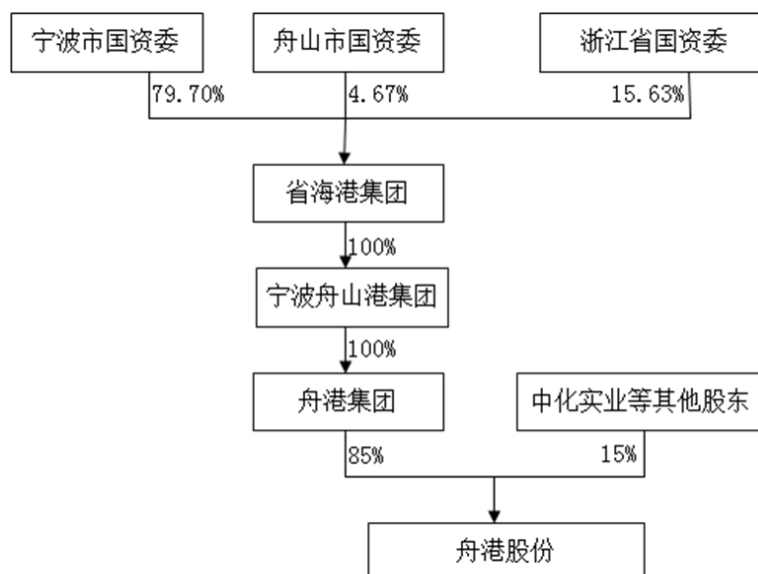 宁波市国资委
舟山市国资委
浙江省国资委
79.70%
4.67%
15.63%
省海港集团
100%
宁波舟山港集团
100%
舟港集团
中化实业等其他股东
85%
15%
舟港股份